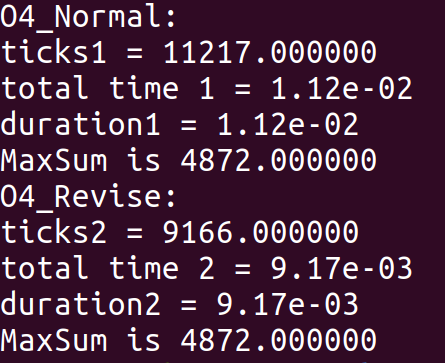 O4_Normal:
ticks1 = 11217.000000
total time 1 = 1.12e-02
duration1 = 1.12e-02
MaxSum is 4872.000000
O4_Revise:
ticks2 = 9166.000000
total time 2 = 9.17e-03
duration2 = 9.17e-03
MaxSum is 4872.000000